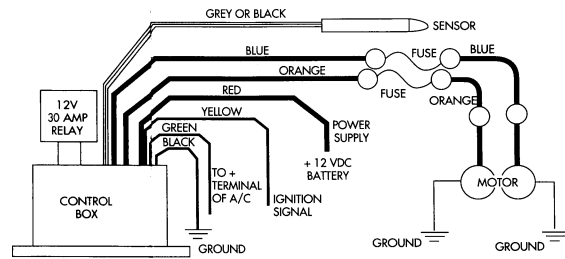 GREY OR BLACK
SENSOR
BLUE
FUSE
BLUE
ORANGE
FUSE
ORANGE
RED
12V
30 AMP
RELAY
YELLOW
POWER
SUPPLY
GREEN
BLACK
+ 12 VDC
BATTERY
TO +
TERMINAL
OF A/C
IGNITION
SIGNAL
MOTOR
CONTROL
BOX
GROUND
GROUND
GROUND